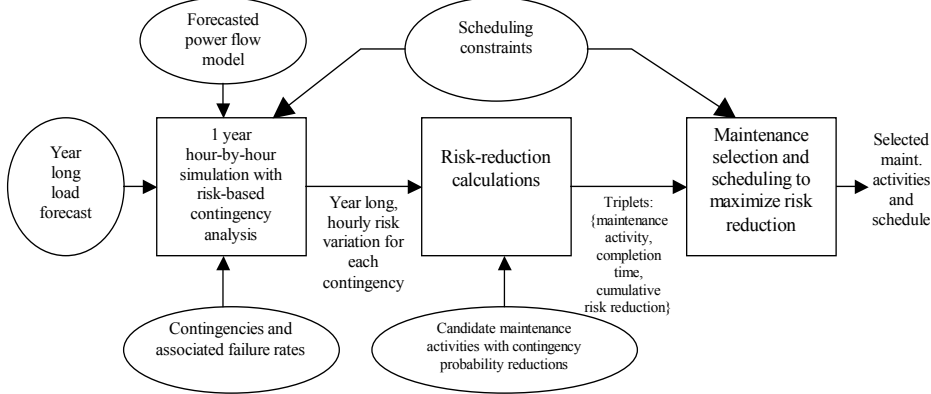 Forecasted
power flow
model
Scheduling
constraints
Year
long
load
forecast
1 year
hour-by-hour
simulation with
risk-based
contingency
analysis
Year long,
hourly risk
variation for
each
contingency
Risk-reduction
calculations
Triplets:
{maintenance
activity,
completion
time,
cumulative
risk reduction}
Maintenance
selection and
scheduling to
maximize risk
reduction
Selected
maint.
activities
and
schedule
Contingencies and
associated failure rates
Candidate maintenance
activities with contingency
probability reductions